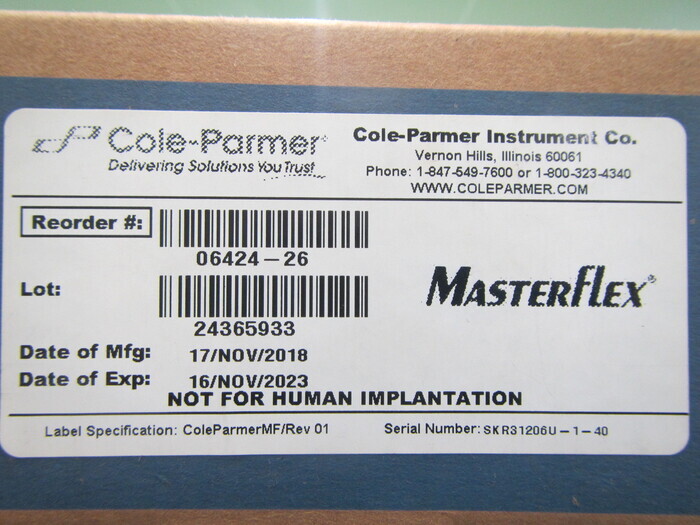 Cole-Parmer®
Delivering Solutions You Trust
Cole-Parmer Instrument Co.
Vernon Hills, Illinois 60061
Phone: 1-847-549-7600 or 1-800-323-4340
WWW.COLEPARMER.COM
Reorder #:
06424-26
Lot:
24365933
MASTERFLEX®
Date of Mfg: 17/NOV/2018
Date of Exp: 16/NOV/2023
NOT FOR HUMAN IMPLANTATION
Label Specification: ColeParmerMF/Rev 01 Serial Number: SKR31206U-1-40